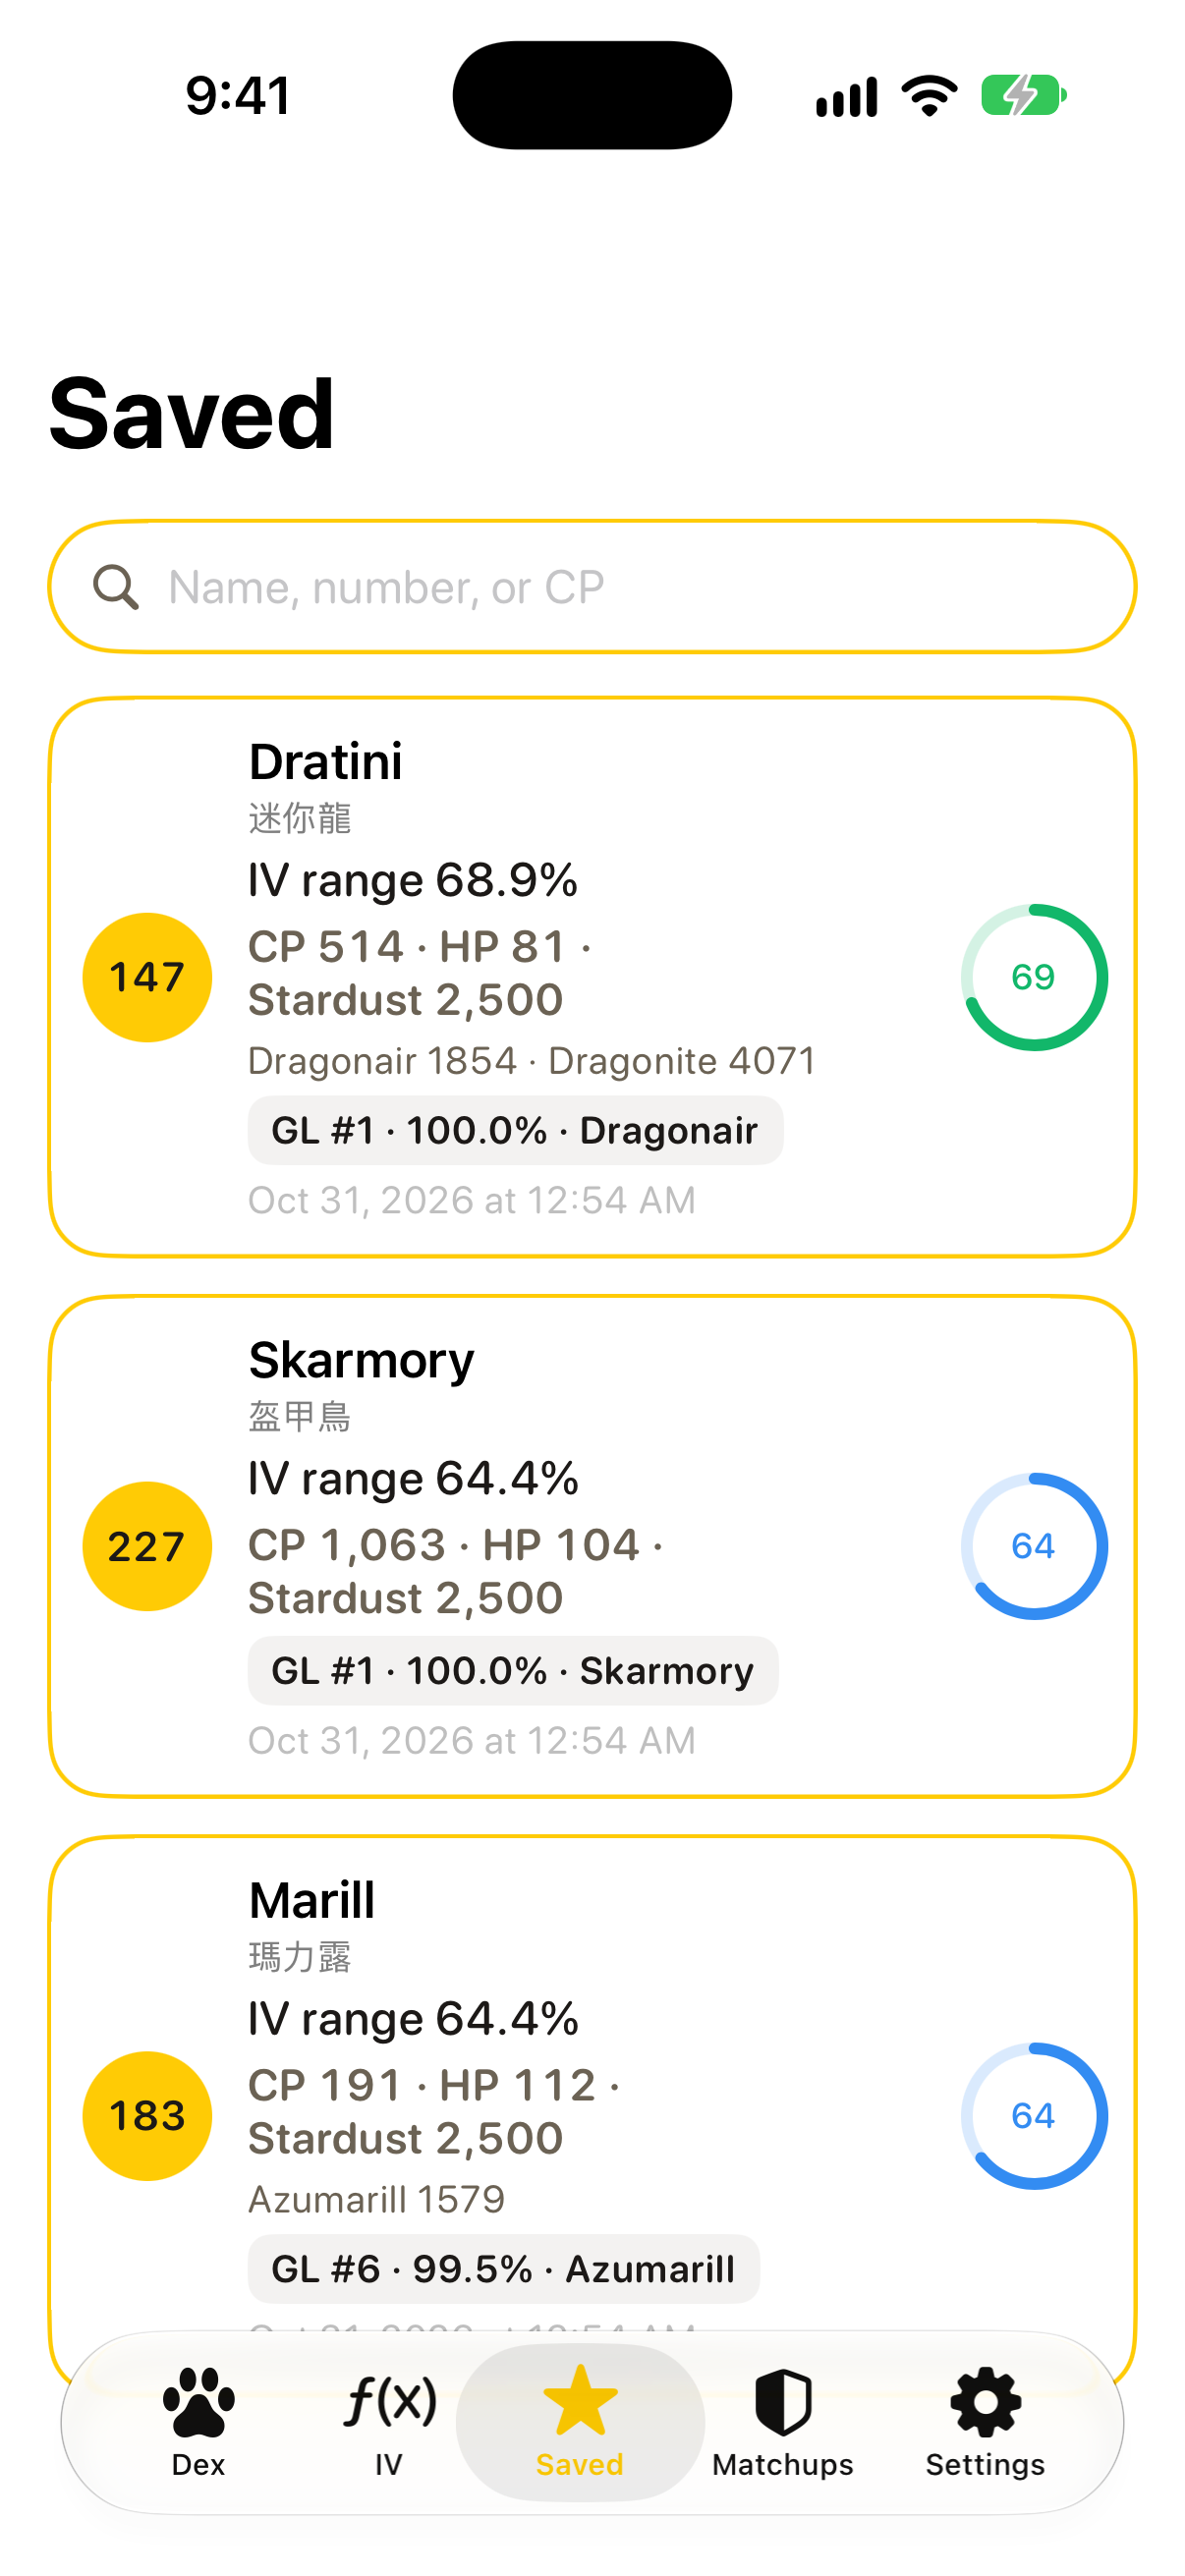 9:41
Saved
Name, number, or CP
Dratini
迷你龍
IV range 68.9%
147
CP 514 · HP 81 ·
Stardust 2,500
69
Dragonair 1854 · Dragonite 4071
GL #1 · 100.0% · Dragonair
Oct 31, 2026 at 12:54 AM
Skarmory
盔甲鳥
IV range 64.4%
227
CP 1,063 · HP 104 ·
Stardust 2,500
64
GL #1 · 100.0% · Skarmory
Oct 31, 2026 at 12:54 AM
Marill
瑪力露
IV range 64.4%
183
CP 191 · HP 112 ·
Stardust 2,500
64
Azumarill 1579
GL #6 · 99.5% · Azumarill
Dex
f(x)
IV
Saved
Matchups
Settings